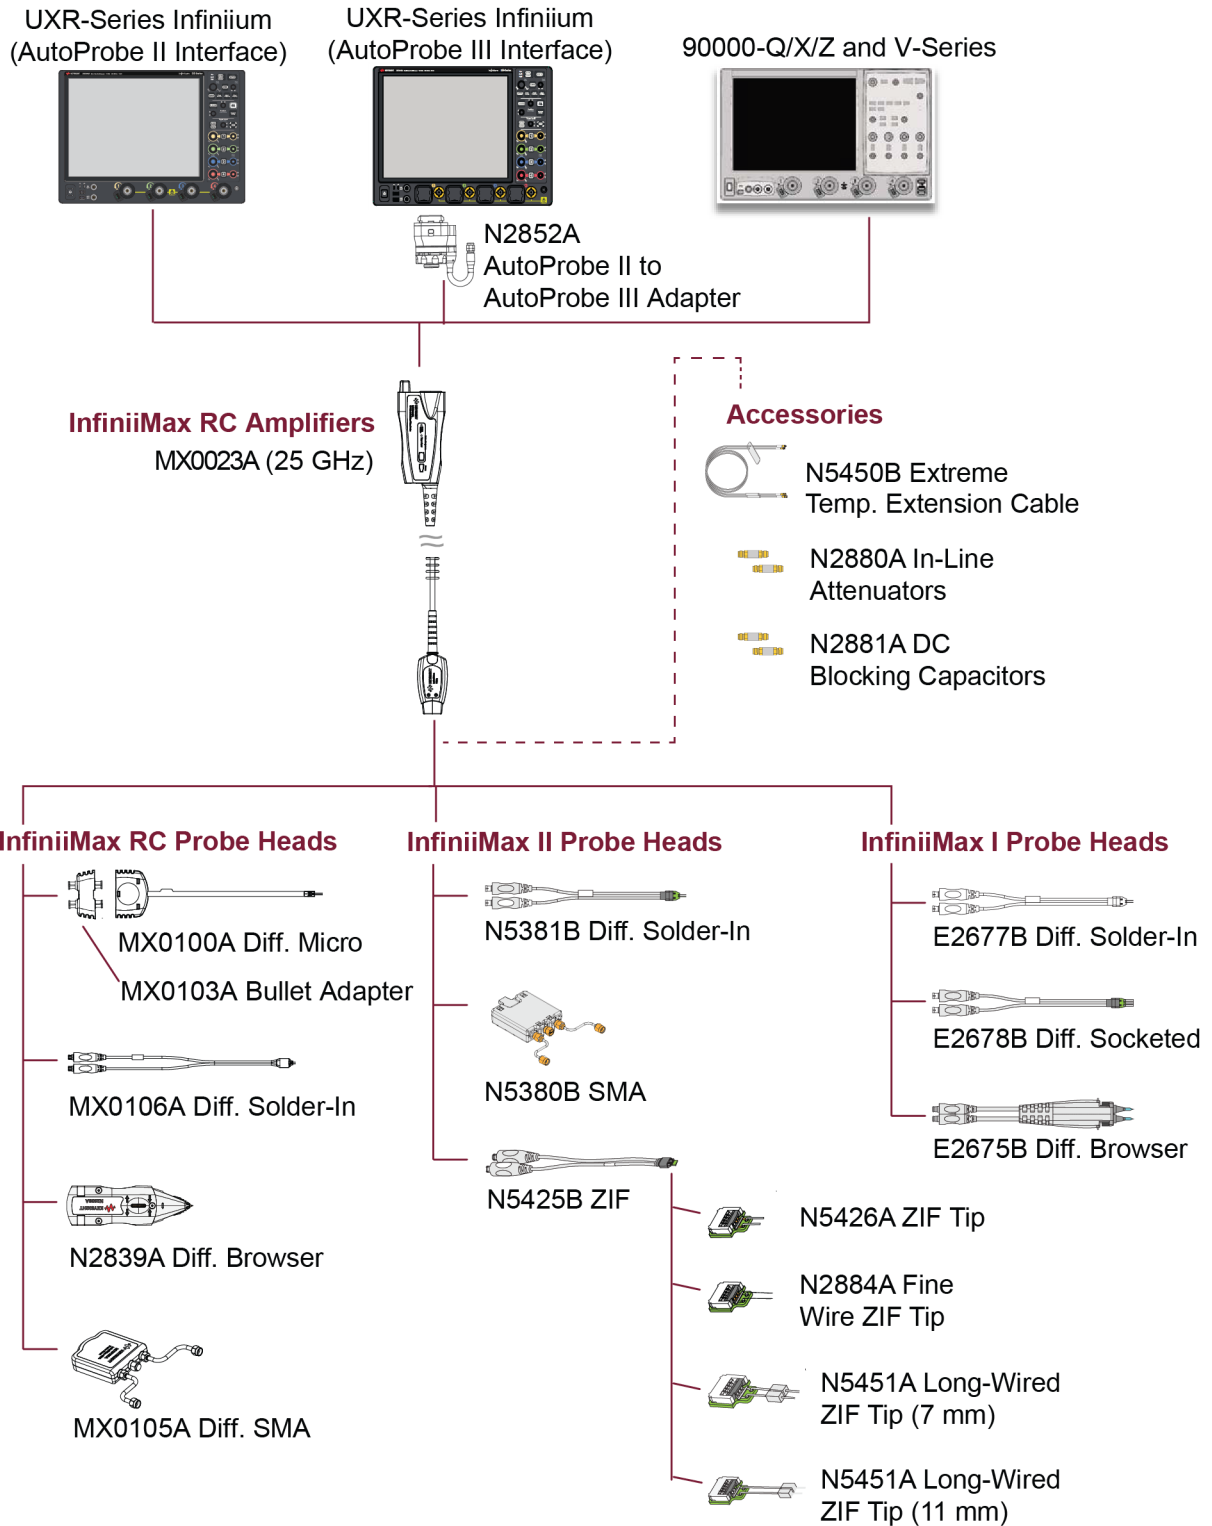 UXR-Series Infiniium
(AutoProbe II Interface)
UXR-Series Infiniium
(AutoProbe III Interface)
90000-Q/X/Z and V-Series
N2852A
AutoProbe II to
AutoProbe III Adapter
InfiniiMax RC Amplifiers
MX0023A (25 GHz)
Accessories
N5450B Extreme
Temp. Extension Cable
N2880A In-Line
Attenuators
N2881A DC
Blocking Capacitors
InfiniiMax RC Probe Heads
MX0100A Diff. Micro
MX0103A Bullet Adapter
MX0106A Diff. Solder-In
N2839A Diff. Browser
MX0105A Diff. SMA
InfiniiMax II Probe Heads
N5381B Diff. Solder-In
N5380B SMA
N5425B ZIF
N5426A ZIF Tip
N2884A Fine
Wire ZIF Tip
N5451A Long-Wired
ZIF Tip (7 mm)
N5451A Long-Wired
ZIF Tip (11 mm)
InfiniiMax I Probe Heads
E2677B Diff. Solder-In
E2678B Diff. Socketed
E2675B Diff. Browser